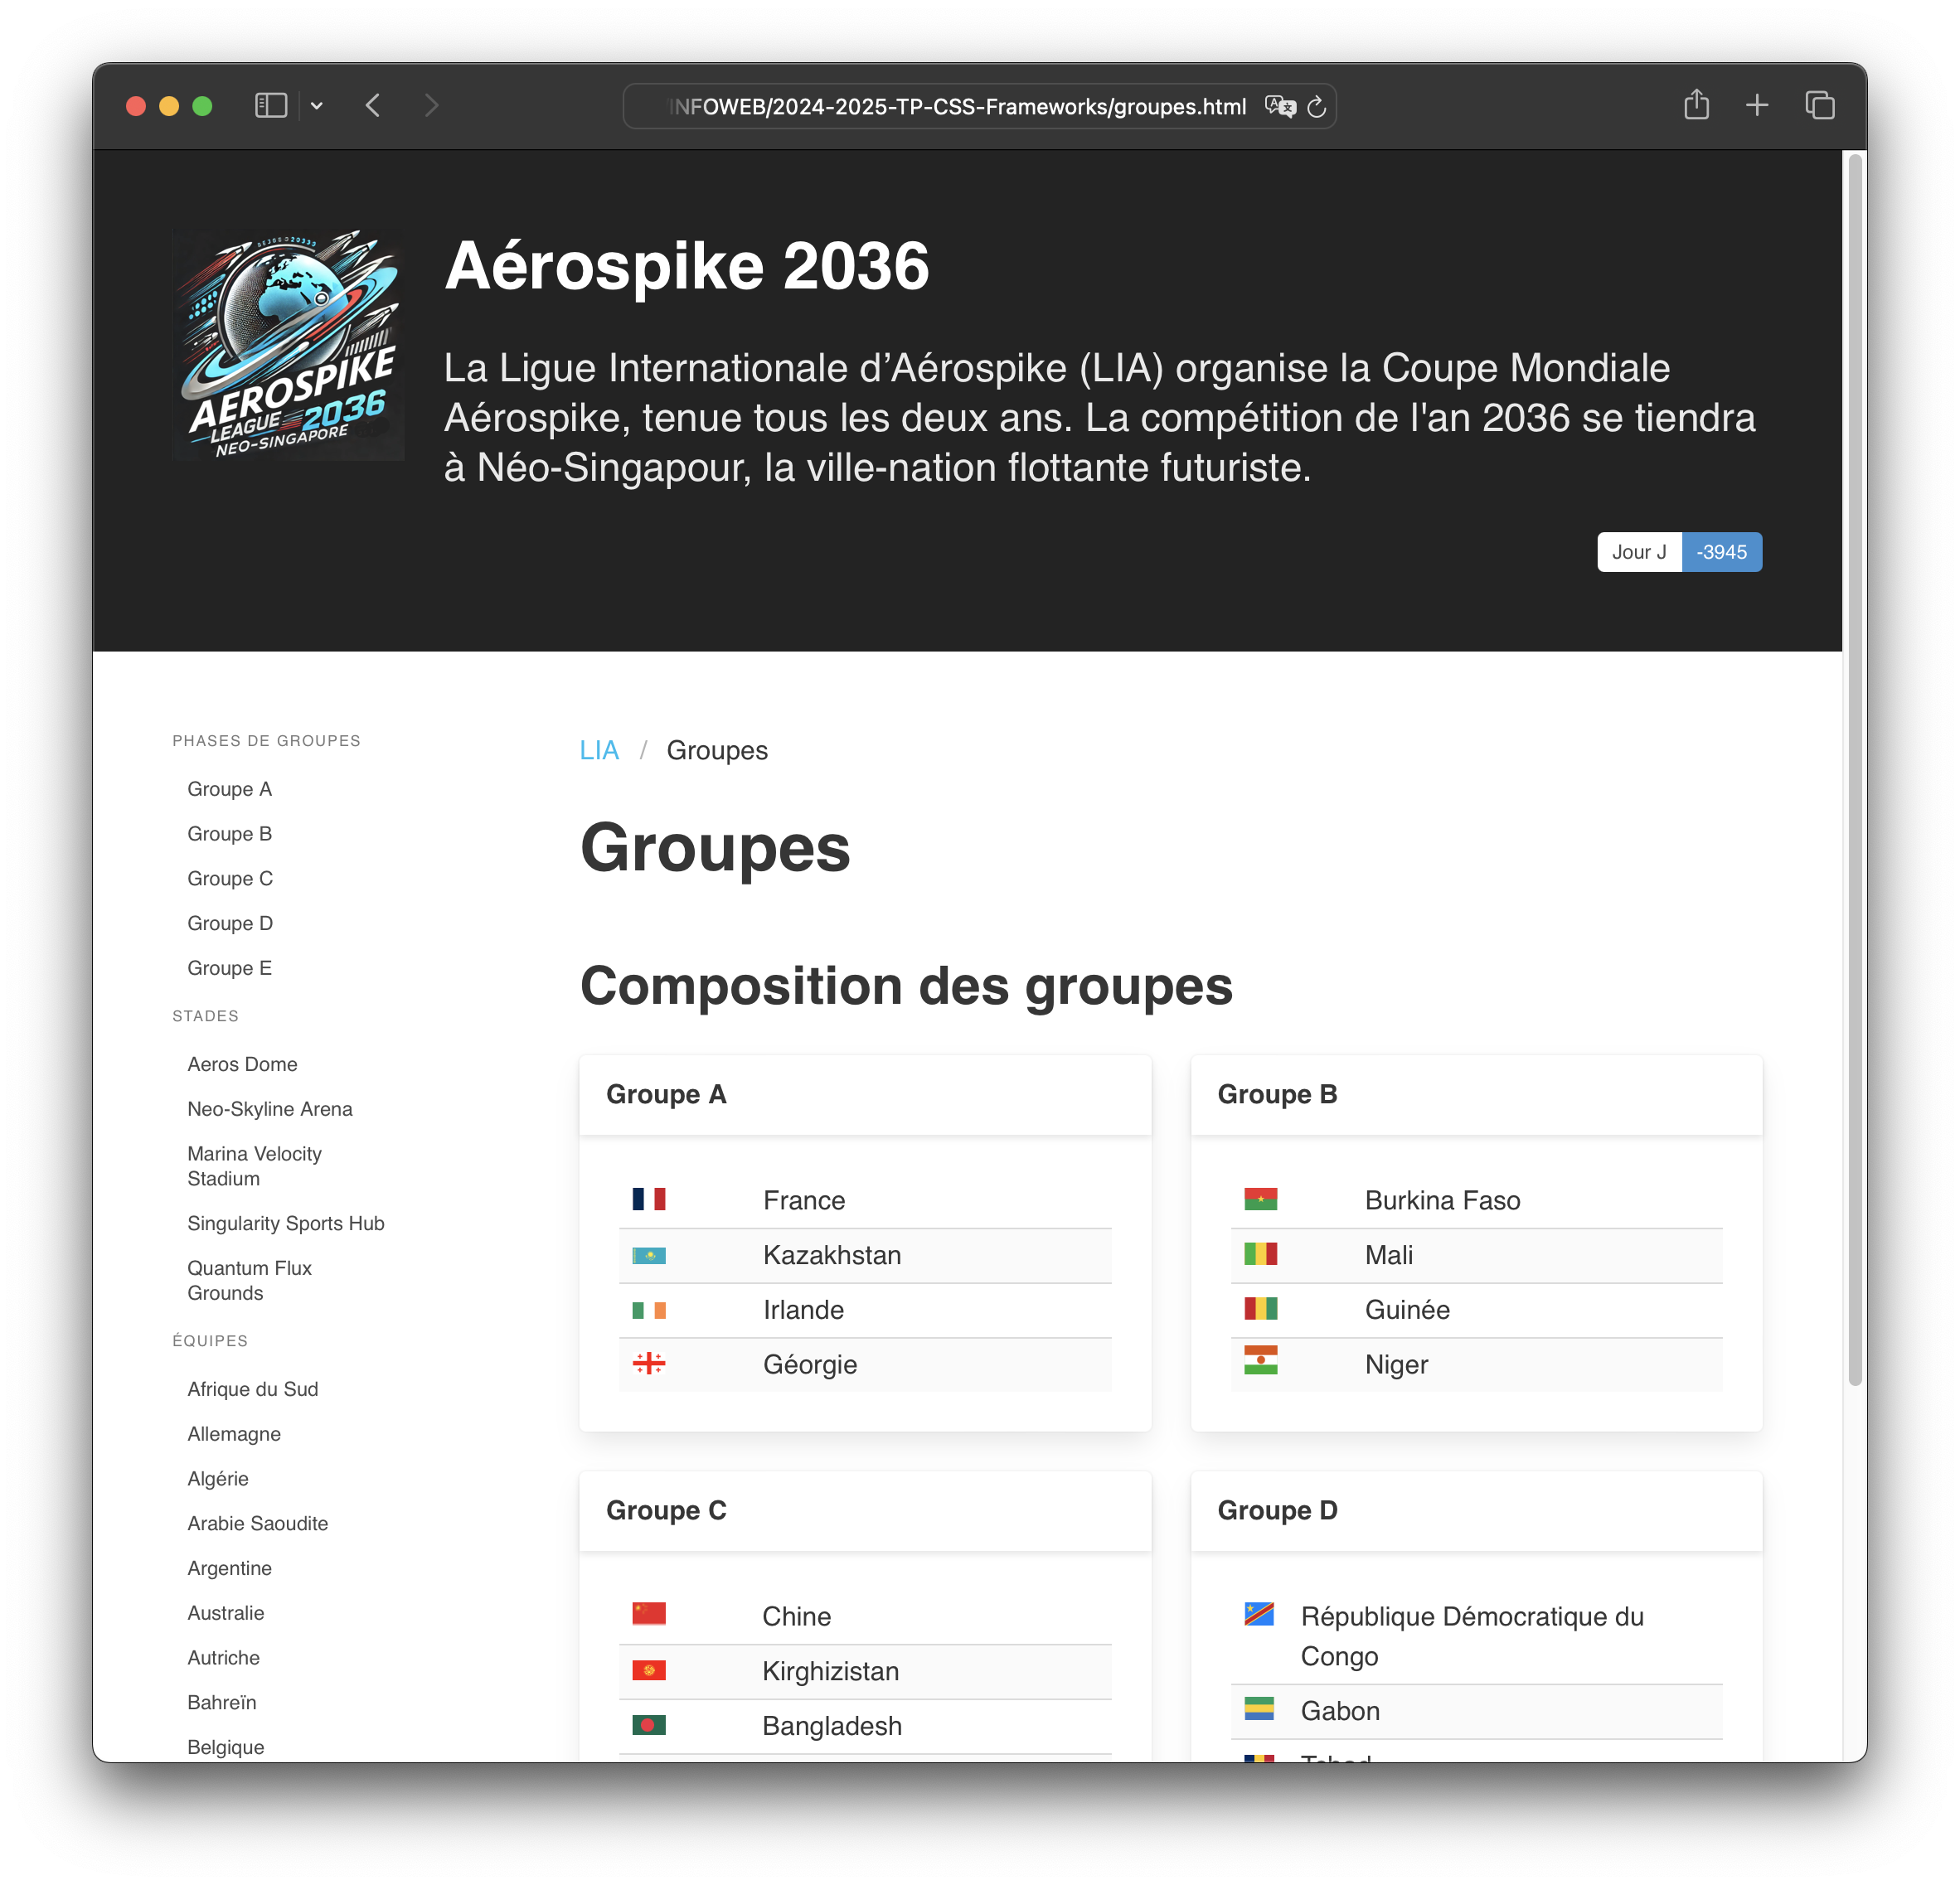 INFOWEB/2024-2025-TP-CSS-Frameworks/groupes.html
AEROSPIKE
LEAGUE 2036
NEO-SINGAPORE
Aérospike 2036
La Ligue Internationale d’Aérospike (LIA) organise la Coupe Mondiale
Aérospike, tenue tous les deux ans. La compétition de l'an 2036 se tiendra
à Néo-Singapour, la ville-nation flottante futuriste.
Jour J -3945
PHASES DE GROUPES
Groupe A
Groupe B
Groupe C
Groupe D
Groupe E
STADES
Aeros Dome
Neo-Skyline Arena
Marina Velocity
Stadium
Singularity Sports Hub
Quantum Flux
Grounds
ÉQUIPES
Afrique du Sud
Allemagne
Algérie
Arabie Saoudite
Argentine
Australie
Autriche
Bahreïn
Belgique
LIA / Groupes
Groupes
Composition des groupes
Groupe A
France
Kazakhstan
Irlande
Géorgie
Groupe B
Burkina Faso
Mali
Guinée
Niger
Groupe C
Chine
Kirghizistan
Bangladesh
Groupe D
République Démocratique du
Congo
Gabon
Tchad